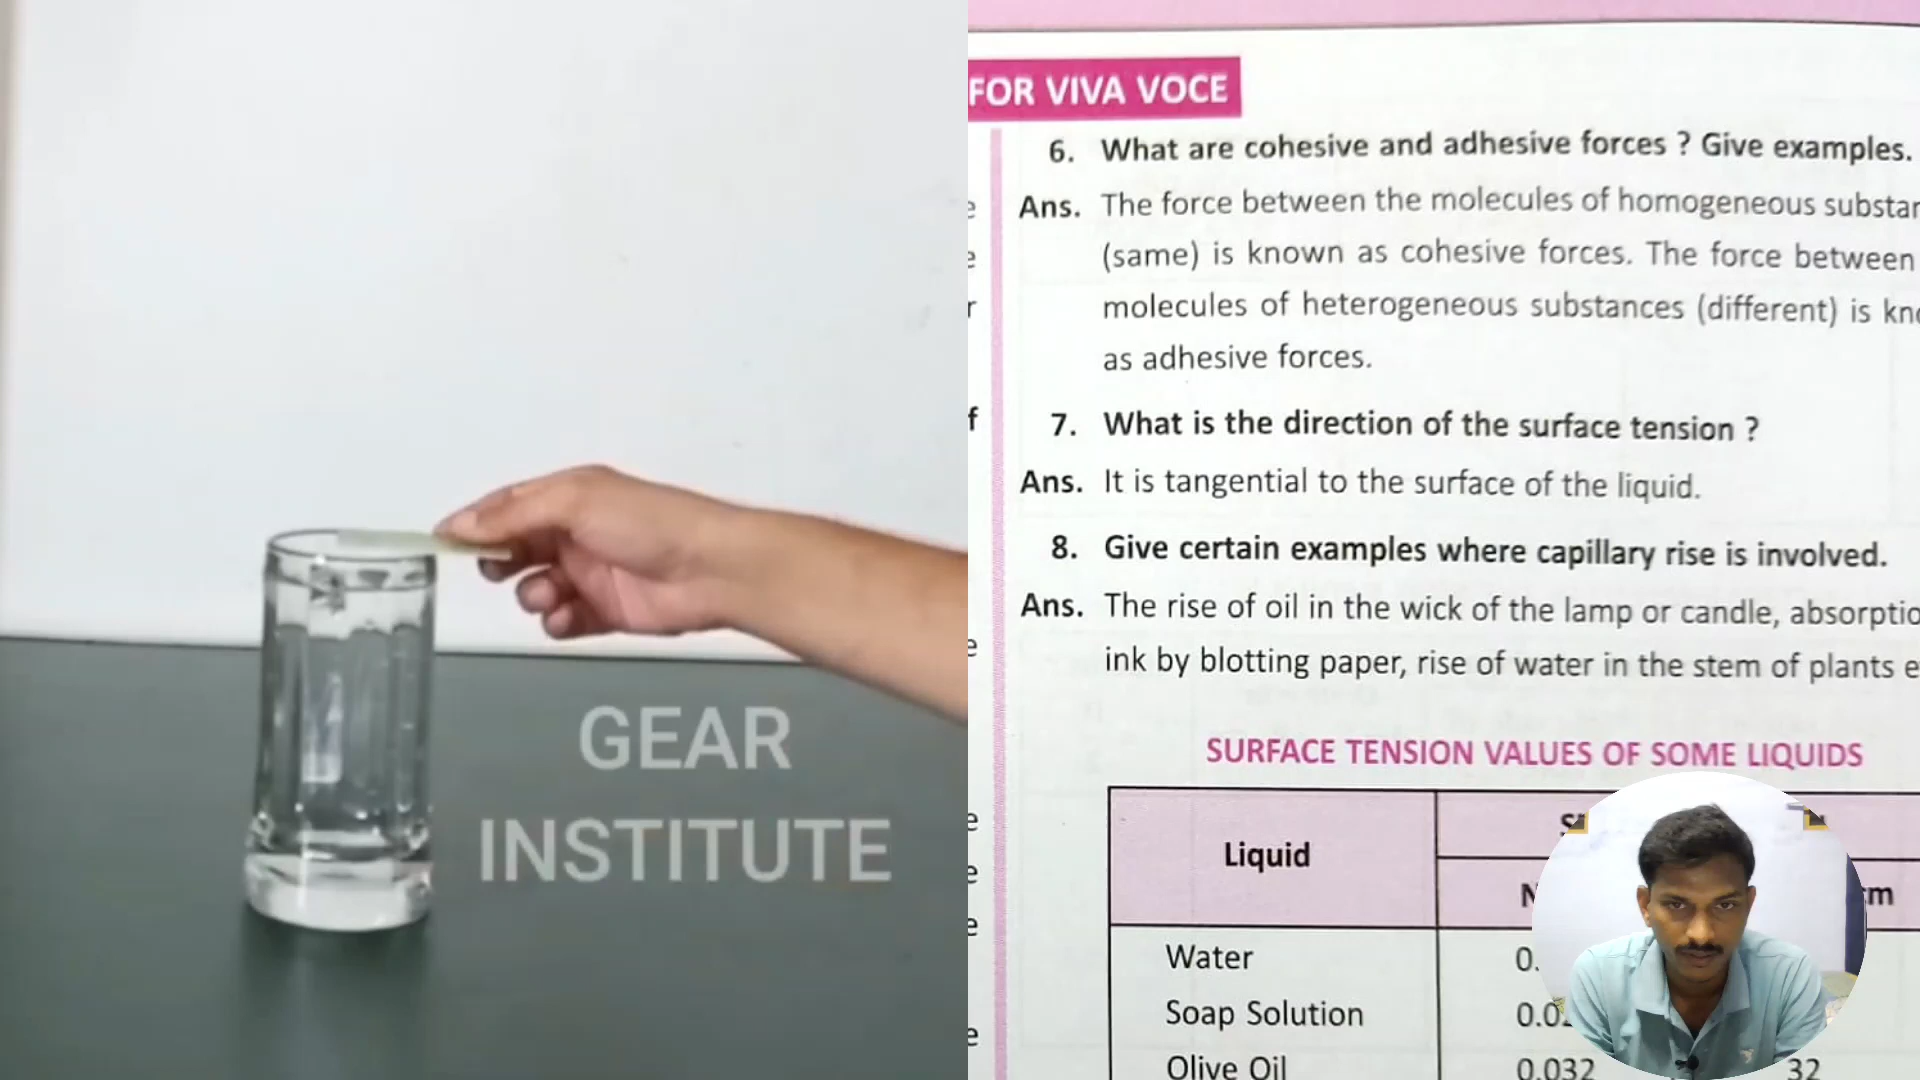 GEAR
INSTITUTE
FOR VIVA VOCE
6. What are cohesive and adhesive forces ? Give examples.
Ans. The force between the molecules of homogeneous
(same) is known as cohesive forces. The force between
molecules of heterogeneous substances (different) is
as adhesive forces.
7. What is the direction of the surface tension ?
Ans. It is tangential to the surface of the liquid.
8. Give certain examples where capillary rise is involved.
Ans. The rise of oil in the wick of the lamp or candle,
ink by blotting paper, rise of water in the stem of plants
SURFACE TENSION VALUES OF SOME LIQUIDS
Liquid
Water
Soap Solution
Olive Oil 0.032 32